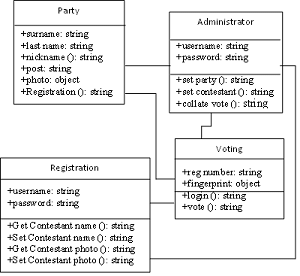 Party
+surname: string
+last name: string
+nickname (): string
+post: string
+photo: object
+Registration (): string
Administrator
+username: string
+password: string
+set party (): string
+set contestant (): string
+collate vote (): string
Voting
+reg number: string
+fingerprint: object
+login (): string
+vote (): string
Registration
+username: string
+password: string
+Get Contestant name (): string
+Set Contestant name (): string
+Get Contestant photo (): string
+Set Contestant photo (): string